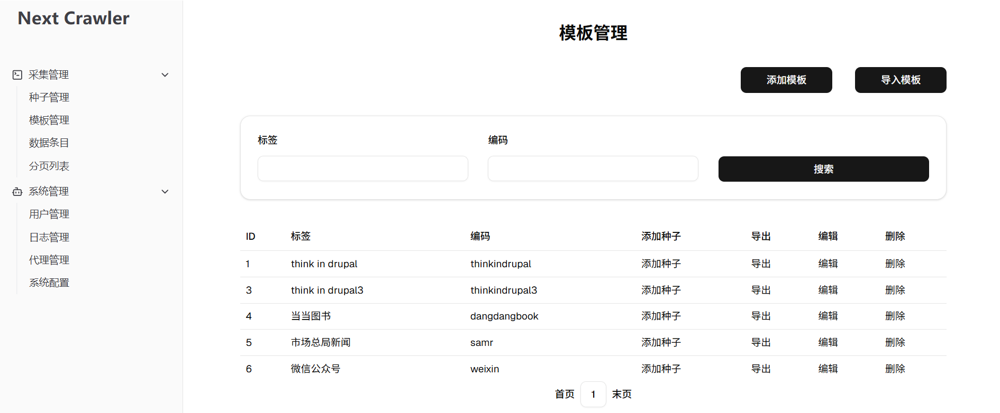 Next Crawler
采集管理
种子管理
模板管理
数据条目
分页列表
系统管理
用户管理
日志管理
代理管理
系统配置
模板管理
添加模板 导入模板
标签 编码
搜索
ID 标签 编码 添加种子 导出 编辑 删除
1 think in drupal thinkindrupal 添加种子 导出 编辑 删除
3 think in drupal3 thinkindrupal3 添加种子 导出 编辑 删除
4 当当图书 dangdangbook 添加种子 导出 编辑 删除
5 市场总局新闻 samr 添加种子 导出 编辑 删除
6 微信公众号 weixin 添加种子 导出 编辑 删除
首页 1 末页